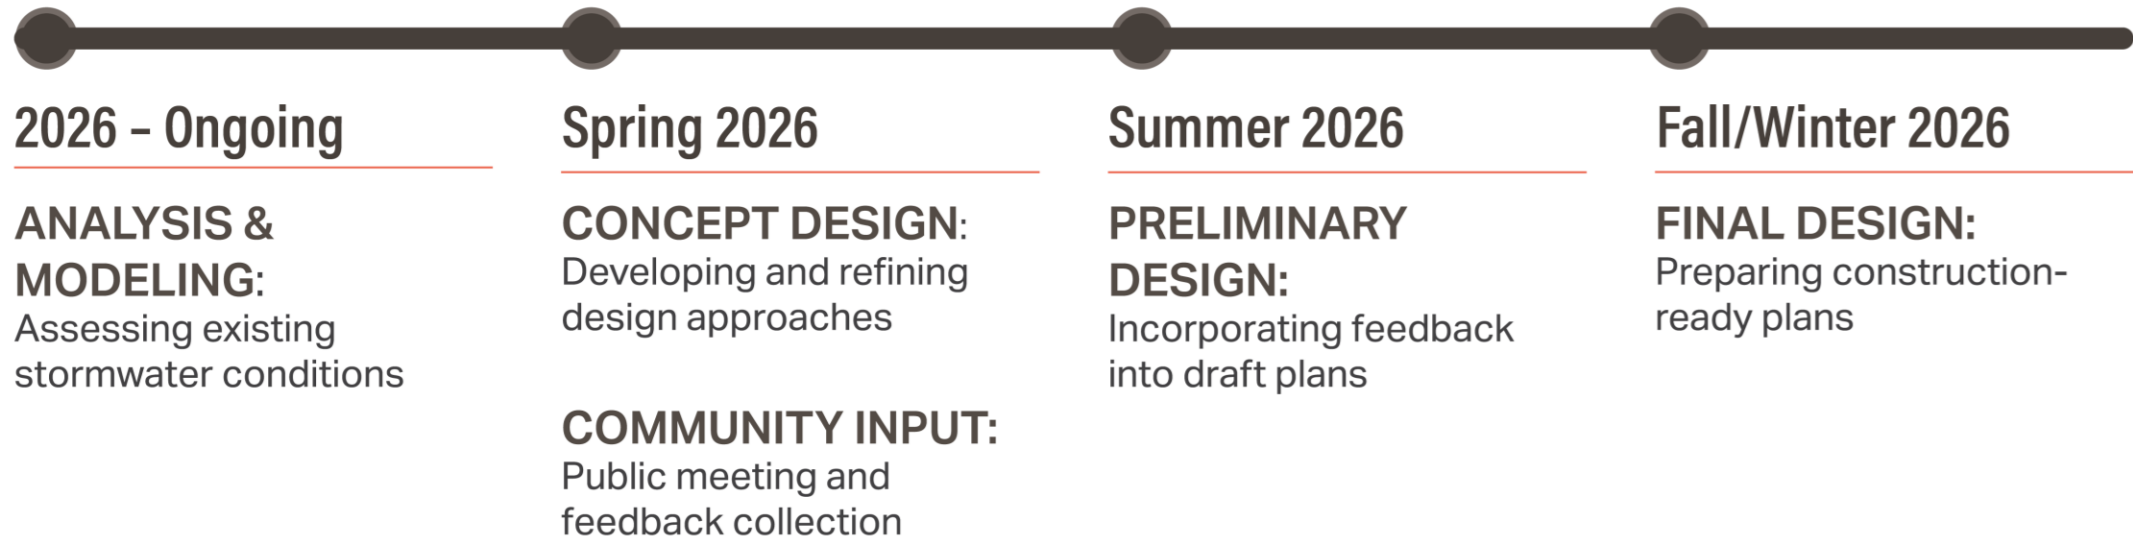 2026 – Ongoing
ANALYSIS &
MODELING:
Assessing existing
stormwater conditions
Spring 2026
CONCEPT DESIGN:
Developing and refining
design approaches
COMMUNITY INPUT:
Public meeting and
feedback collection
Summer 2026
PRELIMINARY
DESIGN:
Incorporating feedback
into draft plans
Fall/Winter 2026
FINAL DESIGN:
Preparing construction-
ready plans